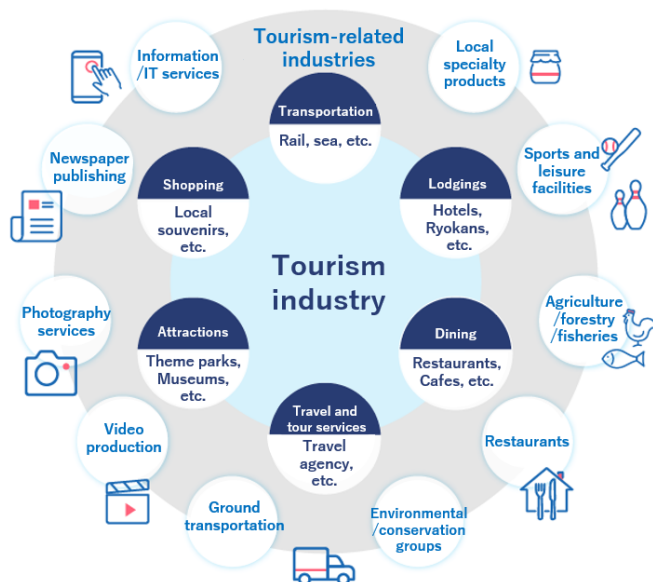 Tourism-related
industries
Information
/IT services
Local
specialty
products
Transportation
Rail, sea, etc.
Newspaper
publishing
Sports and
leisure
facilities
Shopping
Local
souvenirs,
etc.
Lodgings
Hotels,
Ryokans,
etc.
Tourism
industry
Photography
services
Agriculture
/forestry
/fisheries
Attractions
Theme parks,
Museums,
etc.
Dining
Restaurants,
Cafes, etc.
Travel and
tour services
Travel
agency,
etc.
Video
production
Restaurants
Ground
transportation
Environmental
/conservation
groups